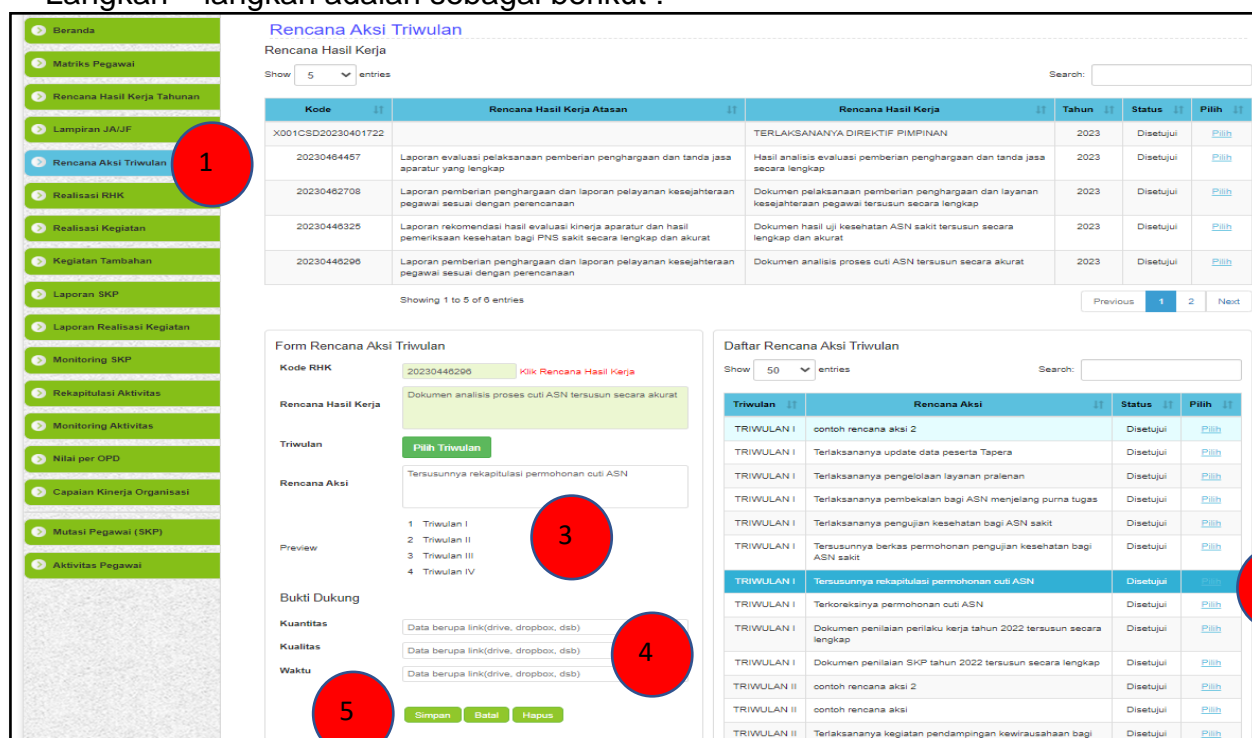 Langkah – langkah adalah sebagai berikut :
Beranda
Matriks Pegawai
Rencana Hasil Kerja Tahunan
Lampiran JA/JF
Rencana Aksi Triwulan
Realisasi RHK
Realisasi Kegiatan
Kegiatan Tambahan
Laporan SKP
Laporan Realisasi Kegiatan
Monitoring SKP
Rekapitulasi Aktivitas
Monitoring Aktivitas
Nilai per OPD
Capaian Kinerja Organisasi
Mutasi Pegawai (SKP)
Aktivitas Pegawai
1
Rencana Aksi Triwulan
Rencana Hasil Kerja
Show 5 entries Search:
Kode Rencana Hasil Kerja Atasan Rencana Hasil Kerja Tahun Status Pilih
X001CSD20230401722 TERLAKSANANYA DIREKTIF PIMPINAN 2023 Disetujui Pilih
20230464457 Laporan evaluasi pelaksanaan pemberian penghargaan dan tanda jasa Hasil analisis evaluasi pemberian penghargaan dan tanda jasa 2023 Disetujui Pilih
aparatur yang lengkap secara lengkap
20230462708 Laporan pemberian penghargaan dan laporan pelayanan kesejahteraan Dokumen pelaksanaan pemberian penghargaan dan layanan 2023 Disetujui Pilih
pegawai sesuai dengan perencanaan kesejahteraan pegawai tersusun secara lengkap
20230446325 Laporan rekomendasi hasil evaluasi kinerja aparatur dan hasil Dokumen hasil uji kesehatan ASN sakit tersusun secara 2023 Disetujui Pilih
pemeriksaan kesehatan bagi PNS sakit secara lengkap dan akurat lengkap dan akurat
20230446296 Laporan pemberian penghargaan dan laporan pelayanan kesejahteraan Dokumen analisis proses cuti ASN tersusun secara akurat 2023 Disetujui Pilih
pegawai sesuai dengan perencanaan
Showing 1 to 5 of 6 entries Previous 1 2 Next
Form Rencana Aksi Triwulan
Kode RHK 20230446296 Klik Rencana Hasil Kerja
Rencana Hasil Kerja Dokumen analisis proses cuti ASN tersusun secara akurat
Triwulan Pilih Triwulan
Rencana Aksi Tersusunnya rekapitulasi permohonan cuti ASN
Preview
1 Triwulan I
2 Triwulan II
3 Triwulan III
4 Triwulan IV
3
Bukti Dukung
Kuantitas Data berupa link(drive, dropbox, dsb)
Kualitas Data berupa link(drive, dropbox, dsb)
Waktu Data berupa link(drive, dropbox, dsb)
4
5
Simpan Batal Hapus
Daftar Rencana Aksi Triwulan
Show 50 entries Search:
Triwulan Rencana Aksi Status Pilih
TRIWULAN I contoh rencana aksi 2 Disetujui Pilih
TRIWULAN I Terlaksananya update data peserta Tapera Disetujui Pilih
TRIWULAN I Terlaksananya pengelolaan layanan pralenan Disetujui Pilih
TRIWULAN I Terlaksananya pembekalan bagi ASN menjelang purna tugas Disetujui Pilih
TRIWULAN I Terlaksananya pengujian kesehatan bagi ASN sakit Disetujui Pilih
TRIWULAN I Tersusunnya berkas permohonan pengujian kesehatan bagi Disetujui Pilih
ASN sakit
TRIWULAN I Tersusunnya rekapitulasi permohonan cuti ASN Disetujui Pilih
TRIWULAN I Terkoreksinya permohonan cuti ASN Disetujui Pilih
TRIWULAN I Dokumen penilaian perilaku kerja tahun 2022 tersusun secara Disetujui Pilih
lengkap
TRIWULAN I Dokumen penilaian SKP tahun 2022 tersusun secara lengkap Disetujui Pilih
TRIWULAN II contoh rencana aksi 2 Disetujui Pilih
TRIWULAN II contoh rencana aksi Disetujui Pilih
TRIWULAN II Terlaksananya kegiatan pendampingan kewirausahaan bagi Disetujui Pilih